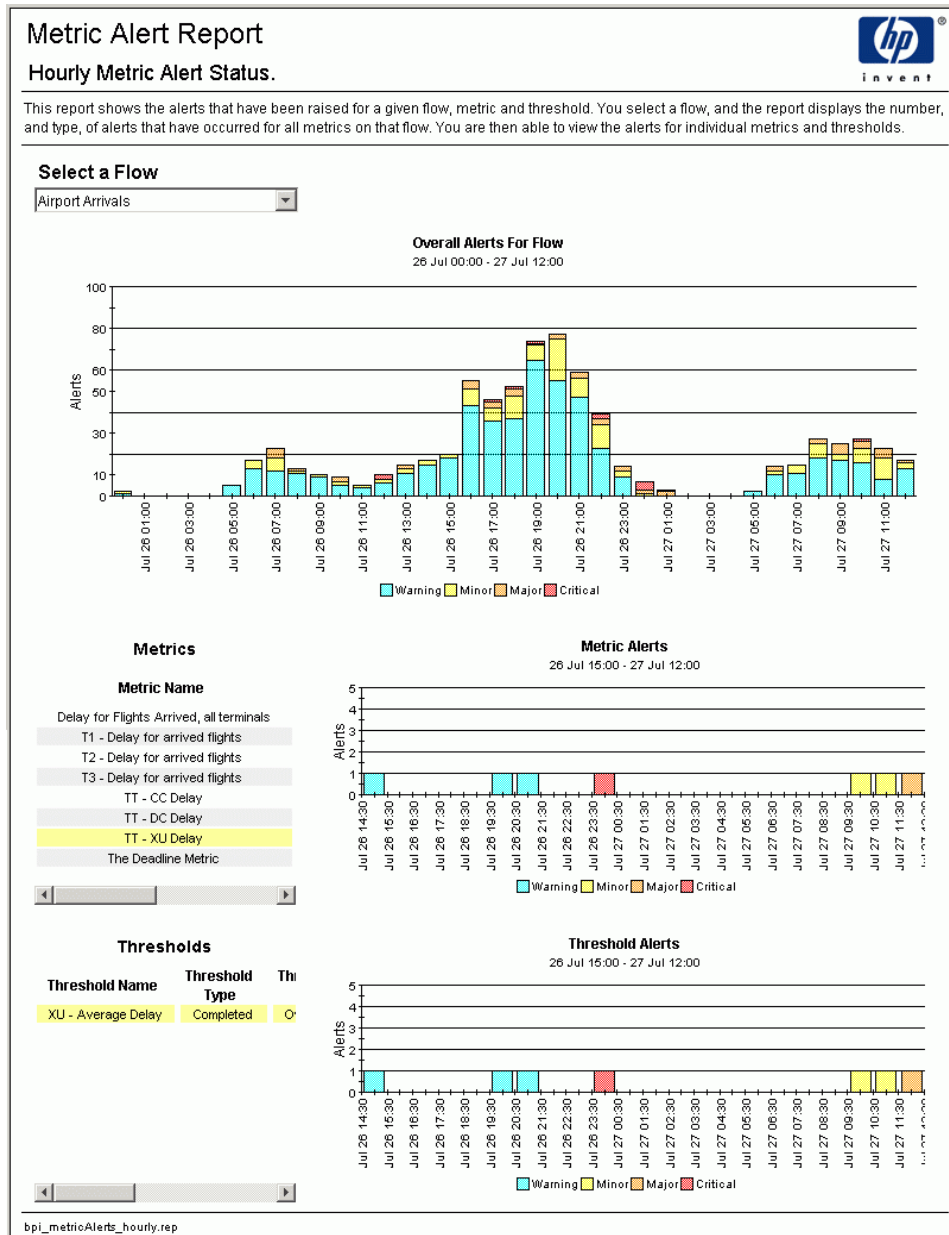 Metric Alert Report
Hourly Metric Alert Status.
hp
®
invent
This report shows the alerts that have been raised for a given flow, metric and threshold. You select a flow, and the report displays the number,
and type, of alerts that have occurred for all metrics on that flow. You are then able to view the alerts for individual metrics and thresholds.
Select a Flow
Airport Arrivals
Overall Alerts For Flow
26 Jul 00:00 - 27 Jul 12:00
Alerts
100
80
60
50
30
10
0
Jul 26 01:00
Jul 26 03:00
Jul 26 05:00
Jul 26 07:00
Jul 26 09:00
Jul 26 11:00
Jul 26 13:00
Jul 26 15:00
Jul 26 17:00
Jul 26 19:00
Jul 26 21:00
Jul 26 23:00
Jul 27 01:00
Jul 27 03:00
Jul 27 05:00
Jul 27 07:00
Jul 27 09:00
Jul 27 11:00
Warning Minor Major Critical
Metrics
Metric Name
Delay for Flights Arrived, all terminals
T1 - Delay for arrived flights
T2 - Delay for arrived flights
T3 - Delay for arrived flights
TT - CC Delay
TT - DC Delay
TT - XU Delay
The Deadline Metric
Metric Alerts
26 Jul 15:00 - 27 Jul 12:00
Alerts
5
4
3
2
1
0
Jul 26 14:30
Jul 26 15:30
Jul 26 16:30
Jul 26 17:30
Jul 26 18:30
Jul 26 19:30
Jul 26 20:30
Jul 26 21:30
Jul 26 22:30
Jul 26 23:30
Jul 27 00:30
Jul 27 01:30
Jul 27 02:30
Jul 27 03:30
Jul 27 04:30
Jul 27 05:30
Jul 27 06:30
Jul 27 07:30
Jul 27 08:30
Jul 27 09:30
Jul 27 10:30
Jul 27 11:30
Warning Minor Major Critical
Thresholds
Threshold Name Threshold Type Thr
XU - Average Delay Completed
Threshold Alerts
26 Jul 15:00 - 27 Jul 12:00
Alerts
5
4
3
2
1
0
Jul 26 14:30
Jul 26 15:30
Jul 26 16:30
Jul 26 17:30
Jul 26 18:30
Jul 26 19:30
Jul 26 20:30
Jul 26 21:30
Jul 26 22:30
Jul 26 23:30
Jul 27 00:30
Jul 27 01:30
Jul 27 02:30
Jul 27 03:30
Jul 27 04:30
Jul 27 05:30
Jul 27 06:30
Jul 27 07:30
Jul 27 08:30
Jul 27 09:30
Jul 27 10:30
Jul 27 11:30
Warning Minor Major Critical
bpi_metricAlerts_hourly.rep